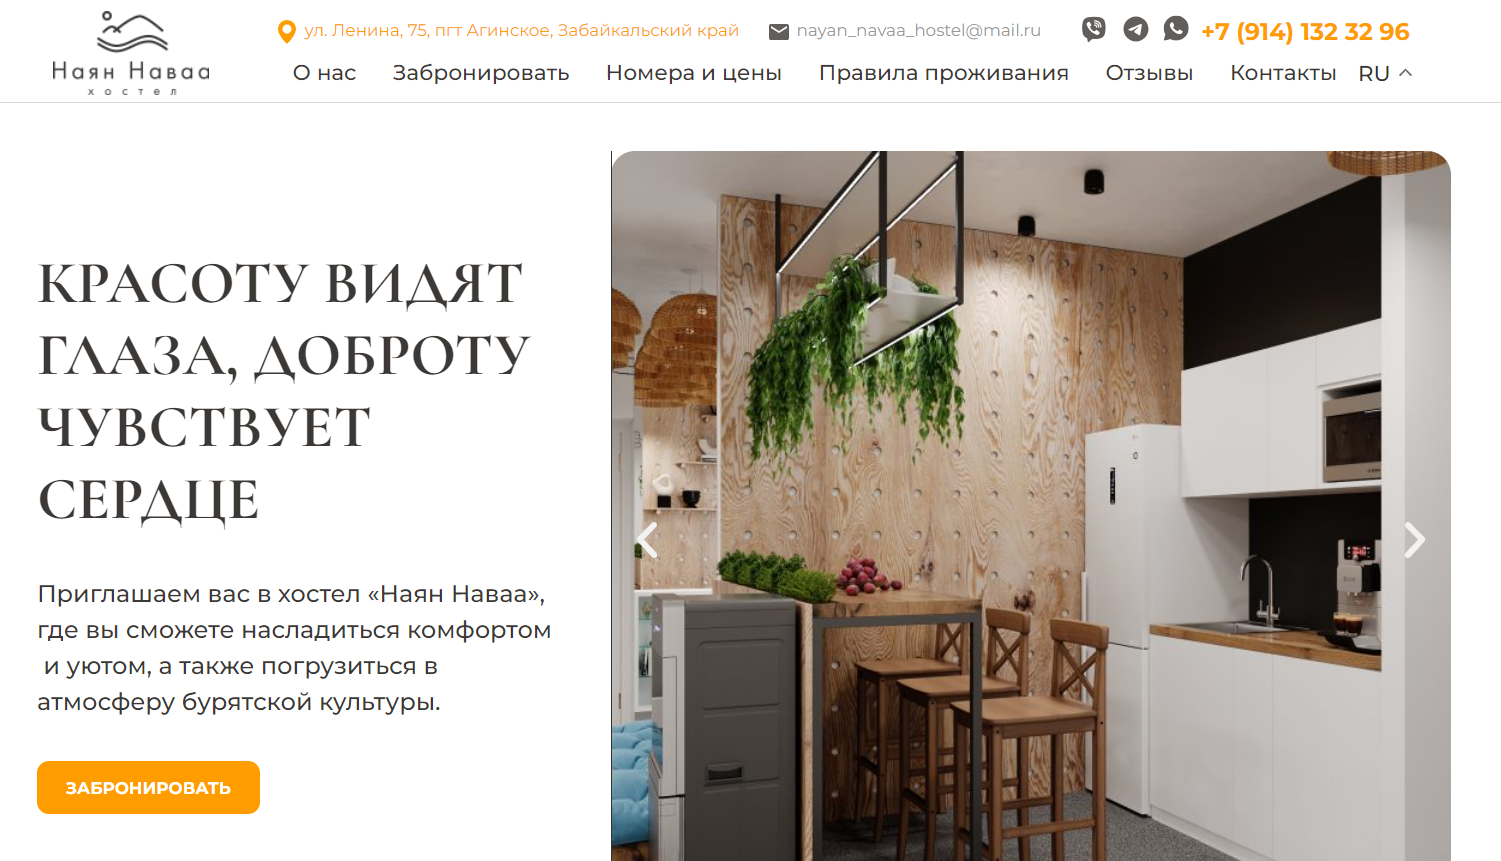 Наян Наваа
хостел
ул. Ленина, 75, пгт Агинское, Забайкальский край
nayan_navaa_hostel@mail.ru
+7 (914) 132 32 96
О нас
Забронировать
Номера и цены
Правила проживания
Отзывы
Контакты
RU
КРАСОТУ ВИДЯТ
ГЛАЗА, ДОБРОТУ
ЧУВСТВУЕТ
СЕРДЦЕ
Приглашаем вас в хостел «Наян Наваа»,
где вы сможете насладиться комфортом
и уютом, а также погрузиться в
атмосферу бурятской культуры.
ЗАБРОНИРОВАТЬ